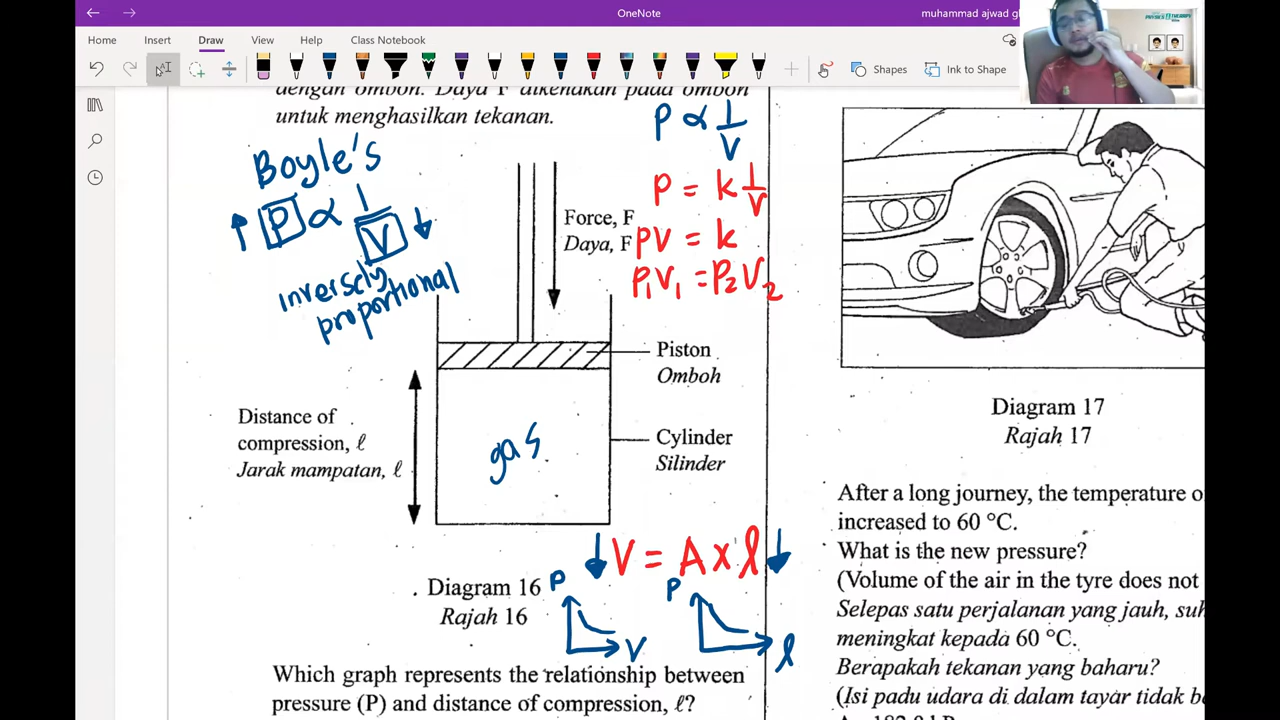 OneNote
muhammad ajwad gh
Home Insert Draw View Help Class Notebook
Shapes
Ink to Shape
PHYSICS THERAPY
dengan omboh. Daya F dikenakan pada ombon
untuk menghasilkan tekanan.
Boyle's
P ∝ 1/V
inversely
proportional
Force, F
Daya, F
P ∝ 1/V
P = k 1/V
PV = k
P₁V₁ = P₂V₂
Piston
Omboh
Distance of
compression, ℓ
Jarak mampatan, ℓ
gas
Cylinder
Silinder
V = A x ℓ
Diagram 16
Rajah 16
P
V
P
ℓ
Which graph represents the relationship between
pressure (P) and distance of compression, ℓ?
Diagram 17
Rajah 17
After a long journey, the temperature o
increased to 60 °C.
What is the new pressure?
(Volume of the air in the tyre does not
Selepas satu perjalanan yang jauh, suh
meningkat kepada 60 °C.
Berapakah tekanan yang baharu?
(Isi padu udara di dalam tayar tidak b